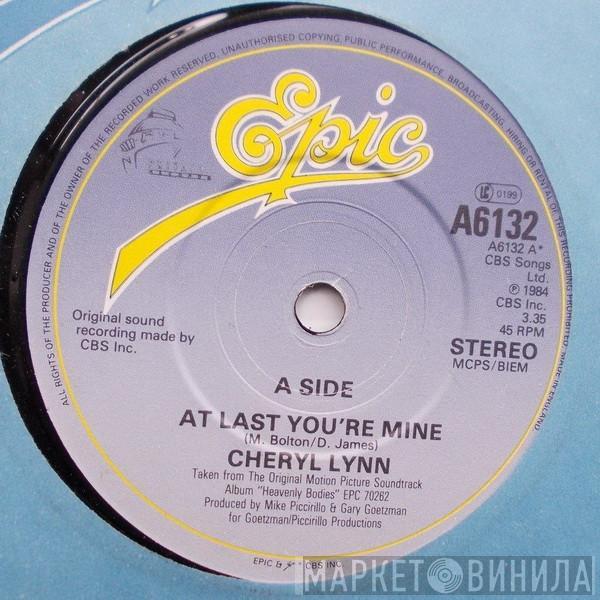 ALL RIGHTS OF THE PRODUCER AND OF THE OWNER OF THE RECORDED WORK RESERVED. UNAUTHORISED COPYING, PUBLIC PERFORMANCE, BROADCASTING, HIRING OR RENTAL OF THIS RECORDING PROHIBITED. MADE IN ENGLAND.
Epic
LC 0199
A6132
A6132 A*
CBS Songs
Ltd.
℗ 1984
CBS Inc.
3.35
45 RPM
STEREO
MCPS/BIEM
Original sound
recording made by
CBS Inc.
A SIDE
AT LAST YOU'RE MINE
(M. Bolton/D. James)
CHERYL LYNN
Taken from The Original Motion Picture Soundtrack
Album "Heavenly Bodies" EPC 70262
Produced by Mike Piccirillo & Gary Goetzman
for Goetzman/Piccirillo Productions
EPIC & * CBS INC.
МАРКЕТ ВИНИЛА